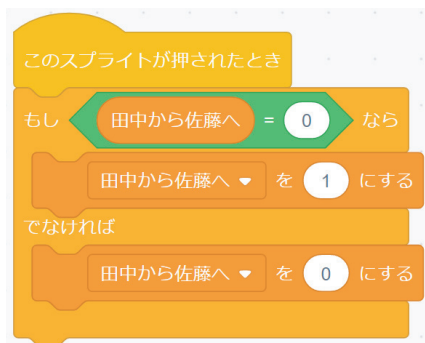 このスプライトが押されたとき
もし 田中から佐藤へ = 0 なら
田中から佐藤へ を 1 にする
でなければ
田中から佐藤へ を 0 にする